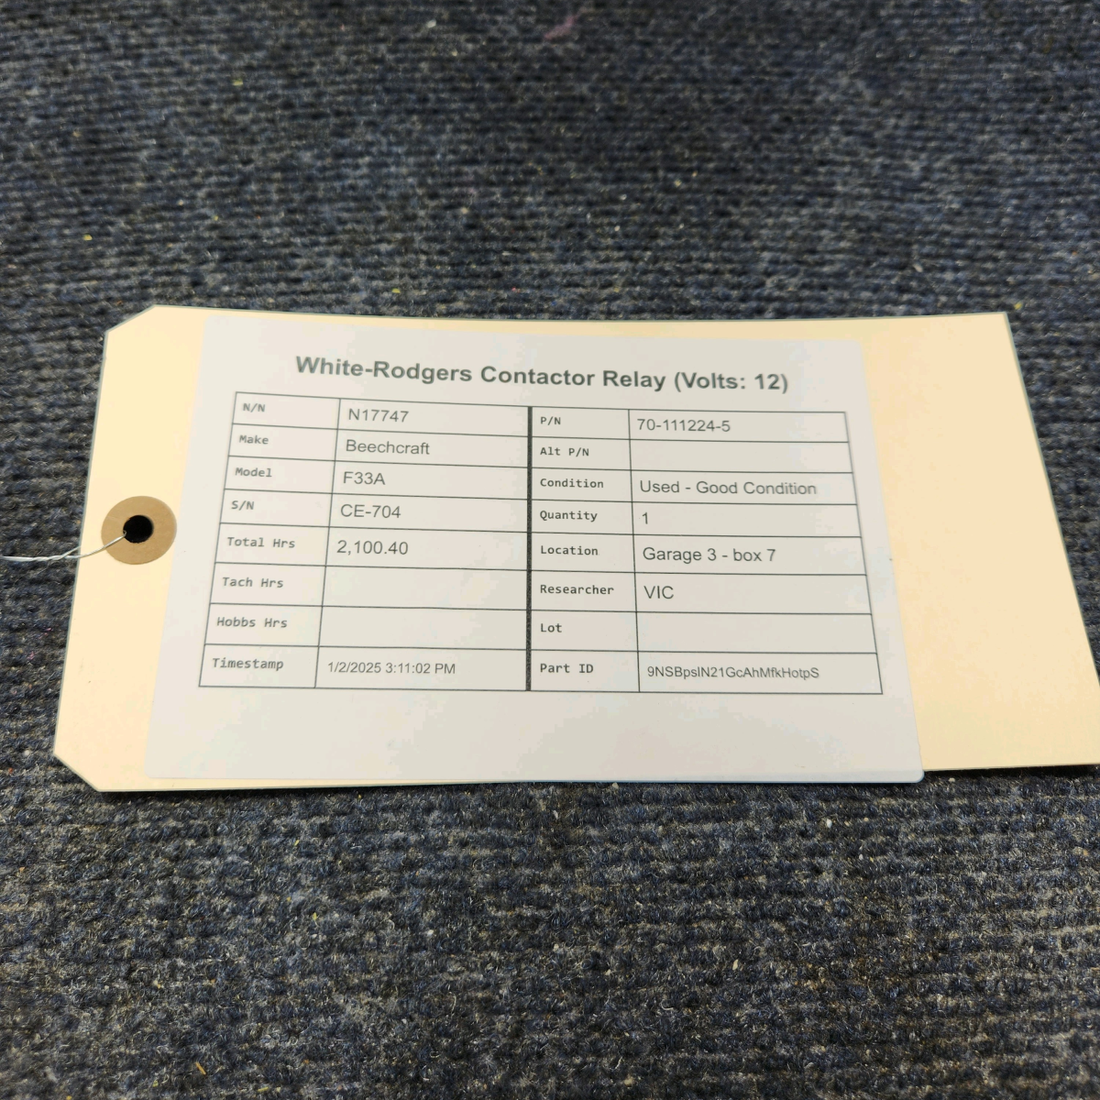 White-Rodgers Contactor Relay (Volts: 12)
N/N N17747 P/N 70-111224-5
Make Beechcraft Alt P/N
Model F33A Condition Used - Good Condition
S/N CE-704 Quantity 1
Total Hrs 2,100.40 Location Garage 3 - box 7
Tach Hrs Researcher VIC
Hobbs Hrs Lot
Timestamp 1/2/2025 3:11:02 PM Part ID 9NSBpslN21GcAhMfkHotpS